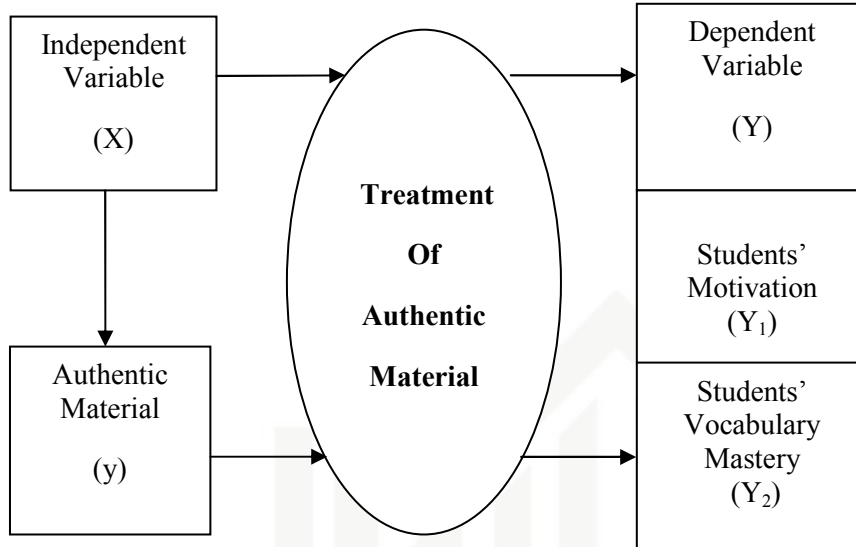 Independent
Variable
(X)
Authentic
Material
(y)
Treatment
Of
Authentic
Material
Dependent
Variable
(Y)
Students’
Motivation
(Y₁)
Students’
Vocabulary
Mastery
(Y₂)